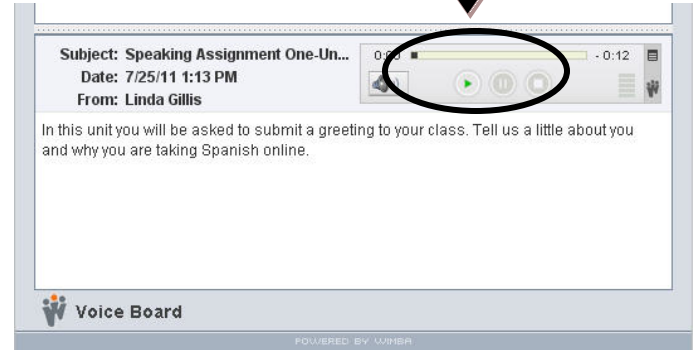 Subject: Speaking Assignment One-Un...
0:00 - 0:12
Date: 7/25/11 1:13 PM
From: Linda Gillis
In this unit you will be asked to submit a greeting to your class. Tell us a little about you
and why you are taking Spanish online.
Voice Board
POWERED BY WIMBA